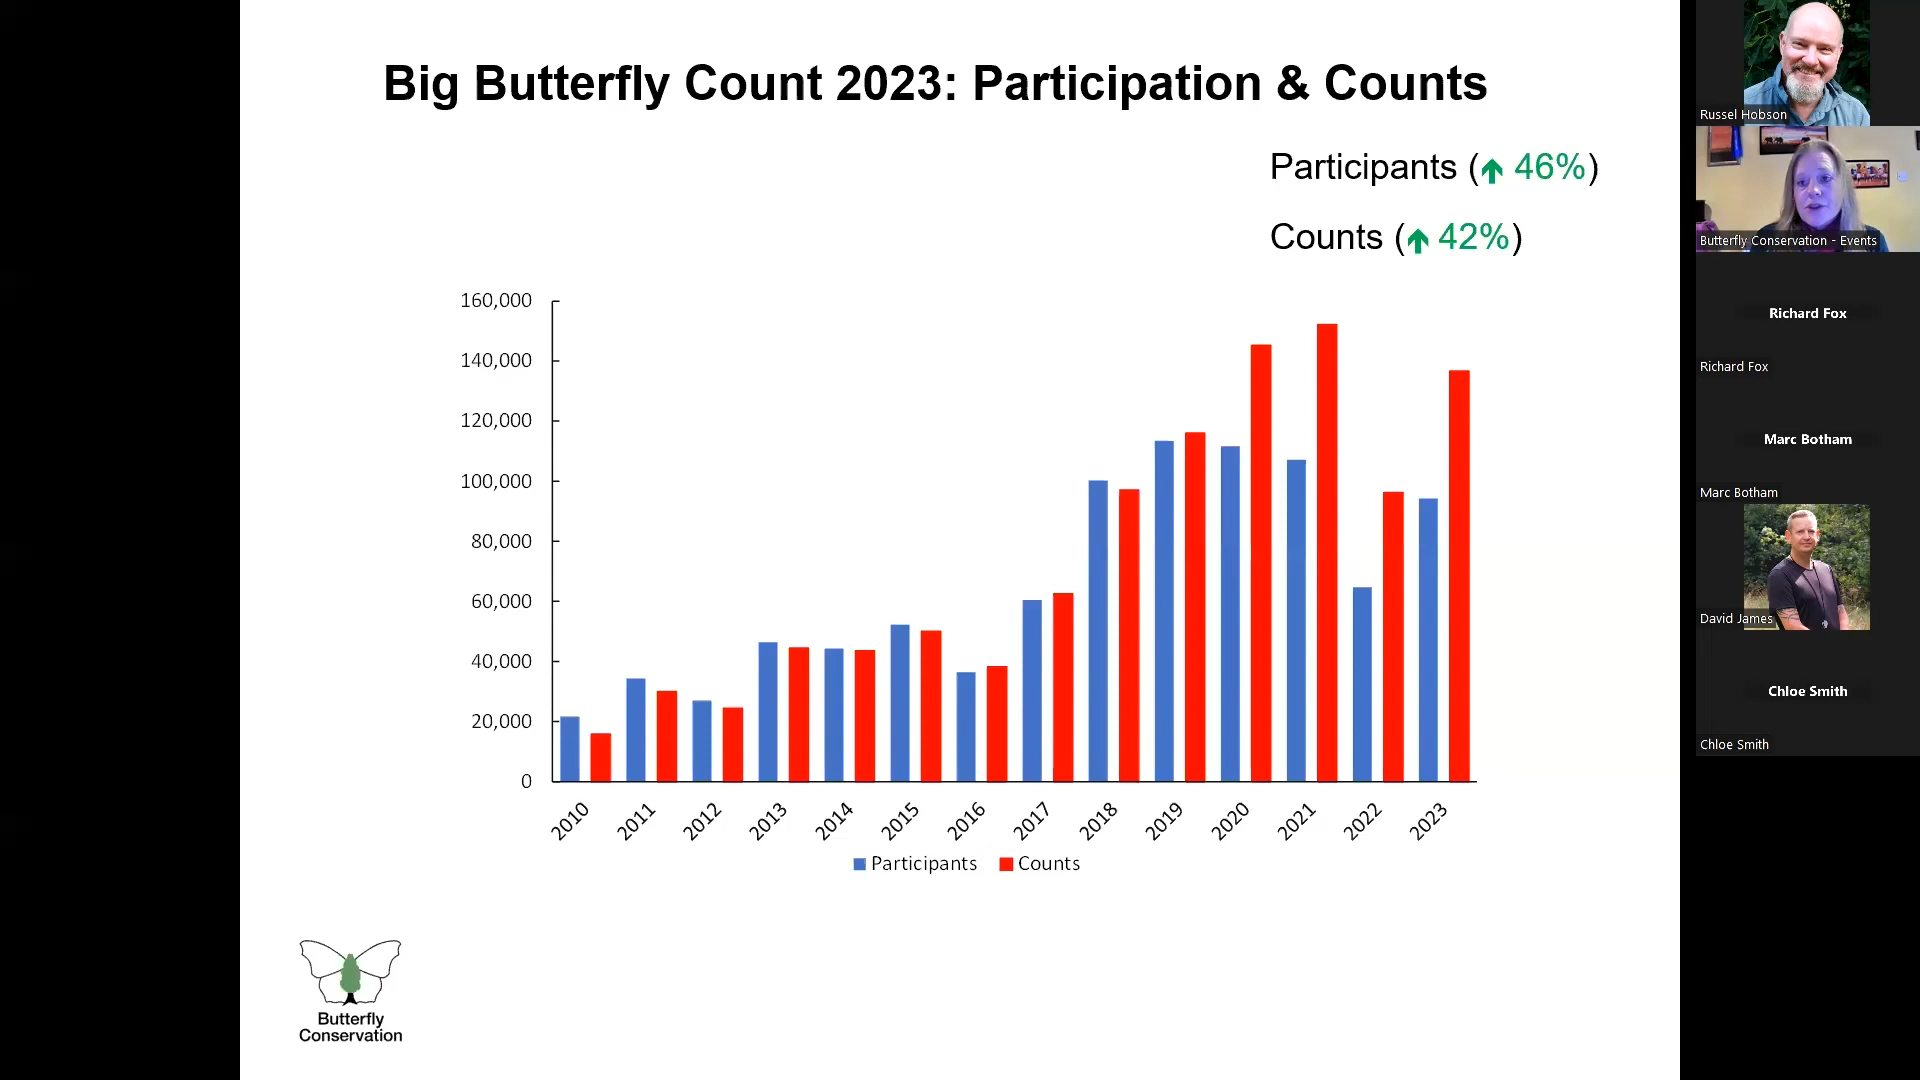 Big Butterfly Count 2023: Participation & Counts
Participants (↑ 46%)
Counts (↑ 42%)
160,000
140,000
120,000
100,000
80,000
60,000
40,000
20,000
0
2010 2011 2012 2013 2014 2015 2016 2017 2018 2019 2020 2021 2022 2023
Participants Counts
Butterfly
Conservation
Russel Hobson
Butterfly Conservation - Events
Richard Fox
Richard Fox
Marc Botham
Marc Botham
David James
Chloe Smith
Chloe Smith